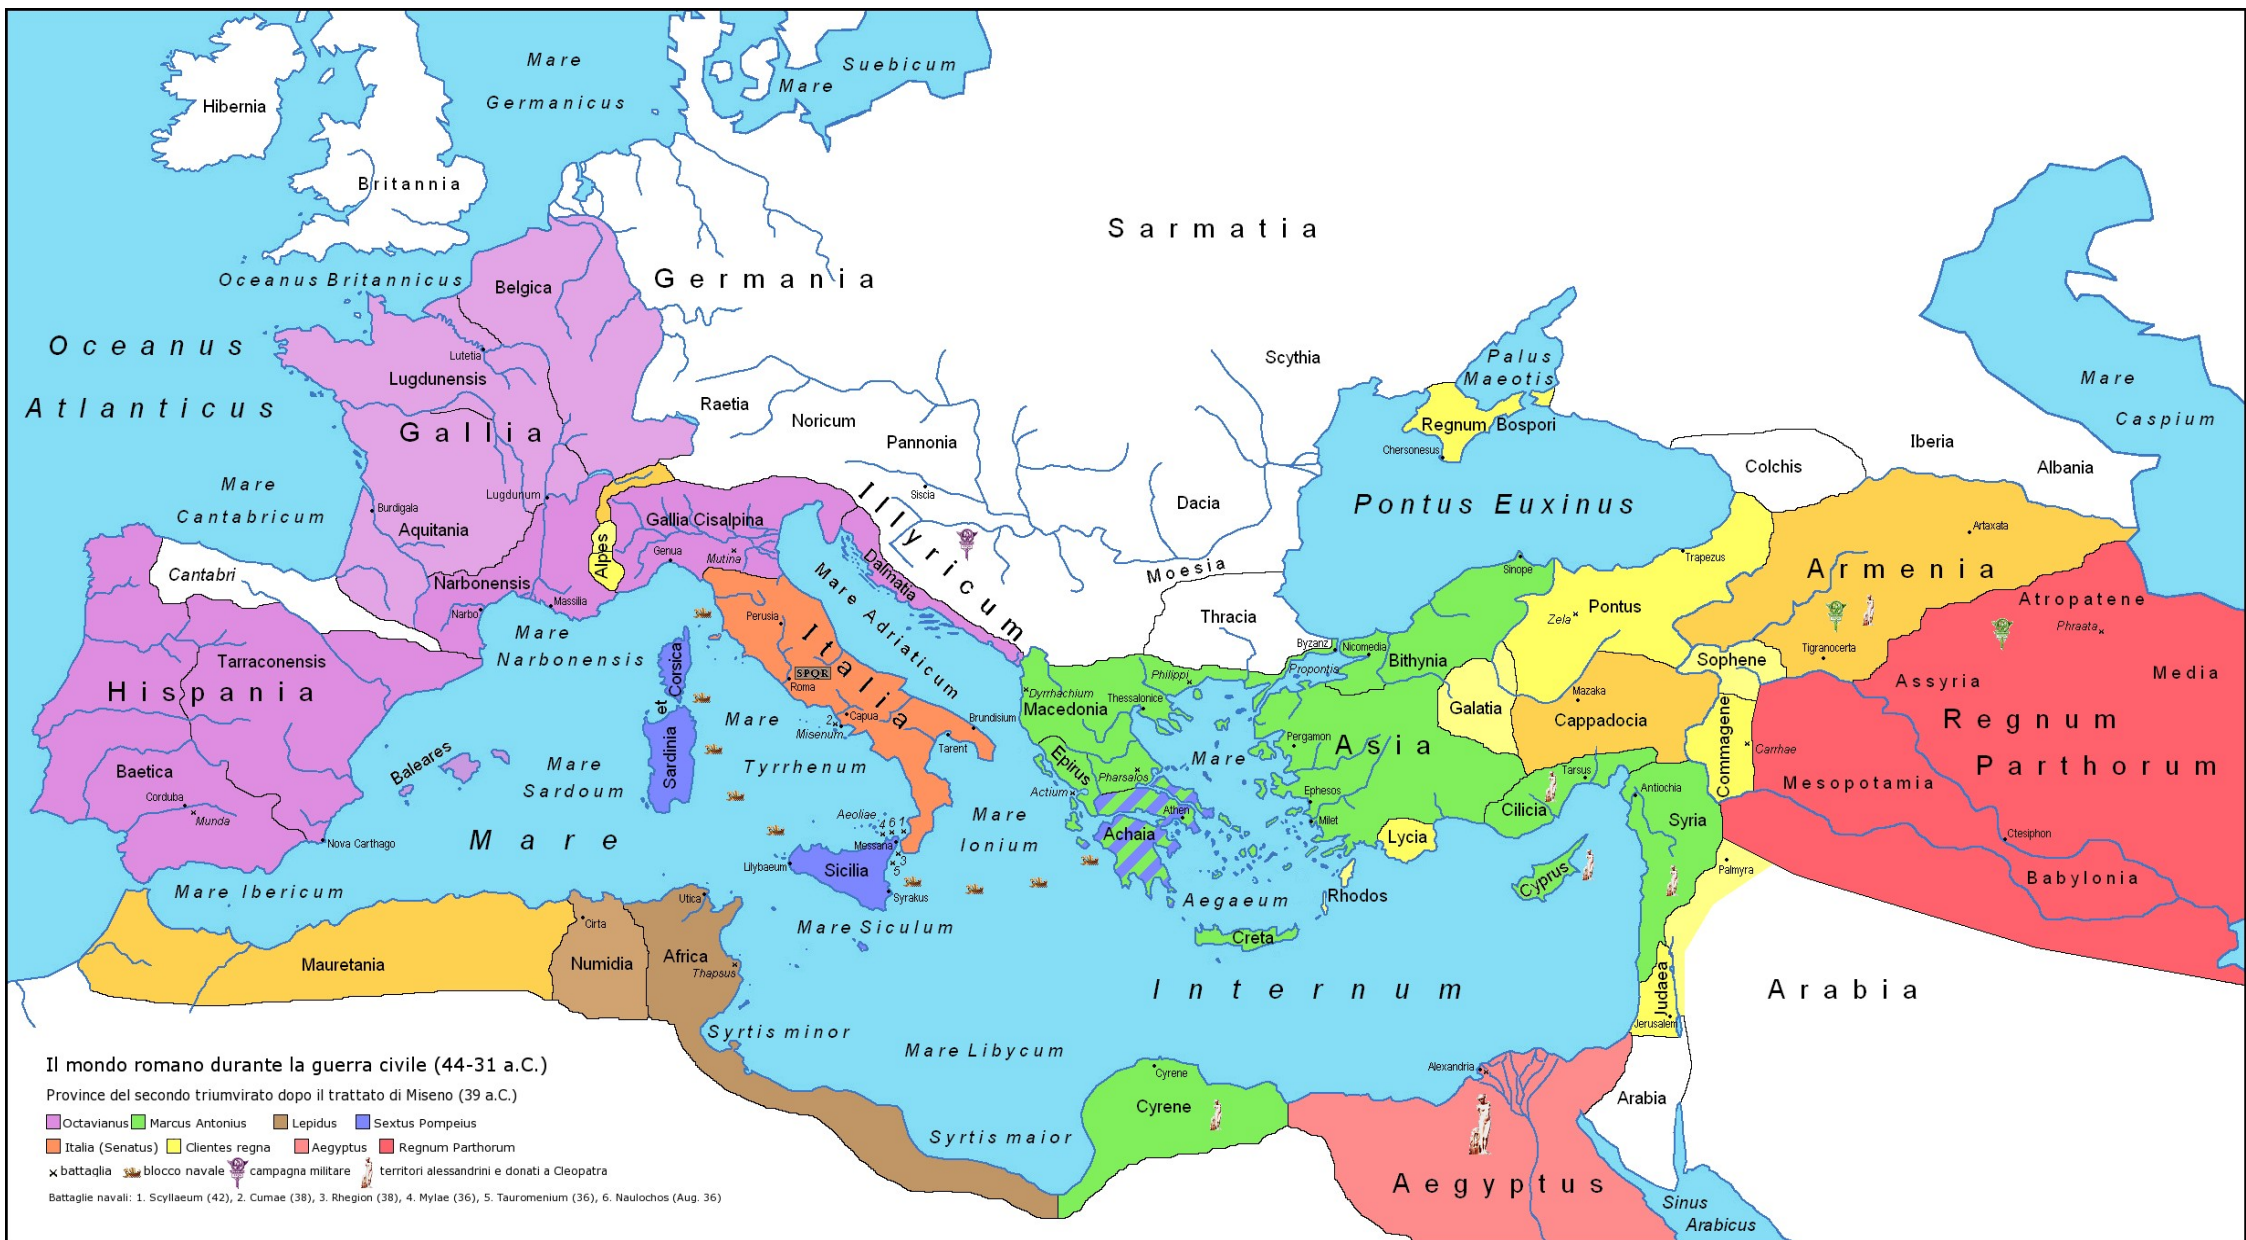 Mare
Germanicus
Mare
Suebicum
Hibernia
Britannia
Sarmatia
Germania
Oceanus Britannicus
Belgica
Oceanus
Atlanticus
Lutetia
Lugdunensis
Gallia
Scythia
Palus
Maeotis
Mare
Caspium
Raetia
Noricum
Pannonia
Regnum Bospori
Chersonesus
Iberia
Colchis
Albania
Mare
Cantabricum
Lugdunum
Burdigala
Aquitania
Siscia
Dacia
Pontus Euxinus
Gallia Cisalpina
Genua
Mutina
Alpes
Illyricum
Dalmatia
Artaxata
Trapezus
Armenia
Moesia
Sinope
Cantabri
Narbonensis
Narbo
Massilia
Mare
Narbonensis
Mare Adriaticum
Perusia
Italia
SPQR
Roma
Thracia
Byzanz
Nicomedia
Propontis
Bithynia
Zela
Pontus
Atropatene
Phraata
Tigranocerta
Sophene
Media
Assyria
Tarraconensis
Hispania
Sardinia et Corsica
Mare
Tyrrhenum
Capua
2
Misenum
Brundisium
Tarent
Dyrrhachium
Philippi
Thessalonice
Macedonia
Galatia
Mazaka
Cappadocia
Commagene
Carrhae
Regnum
Parthorum
Mesopotamia
Baleares
Mare
Sardoum
Baetica
Corduba
Munda
Nova Carthago
Epirus
Pharsalos
Actium
Pergamon
Asia
Mare
Aegaeum
Ephesos
Milet
Athen
Achaia
Tarsus
Cilicia
Antiochia
Syria
Lycia
Ctesiphon
Babylonia
Palmyra
Cyprus
Rhodos
Creta
Mare
Internum
Aeoliae
4 6 1
Messana
3
5
Lilybaeum
Sicilia
Syrakus
Mare
Ionium
Mare Ibericum
Mare Siculum
Utica
Cirta
Mauretania
Numidia
Africa
Thapsus
Judaea
Jerusalem
Arabia
Syrtis minor
Mare Libycum
Cyrene
Cyrene
Alexandria
Arabia
Syrtis maior
Aegyptus
Sinus
Arabicus
Il mondo romano durante la guerra civile (44-31 a.C.)
Province del secondo triumvirato dopo il trattato di Miseno (39 a.C.)
Octavianus Marcus Antonius Lepidus Sextus Pompeius
Italia (Senatus) Clientes regna Aegyptus Regnum Parthorum
battaglia blocco navale campagna militare territori alessandrini e donati a Cleopatra
Battaglie navali: 1. Scyllaeum (42), 2. Cumae (38), 3. Rhegion (38), 4. Mylae (36), 5. Tauromenium (36), 6. Naulochos (Aug. 36)